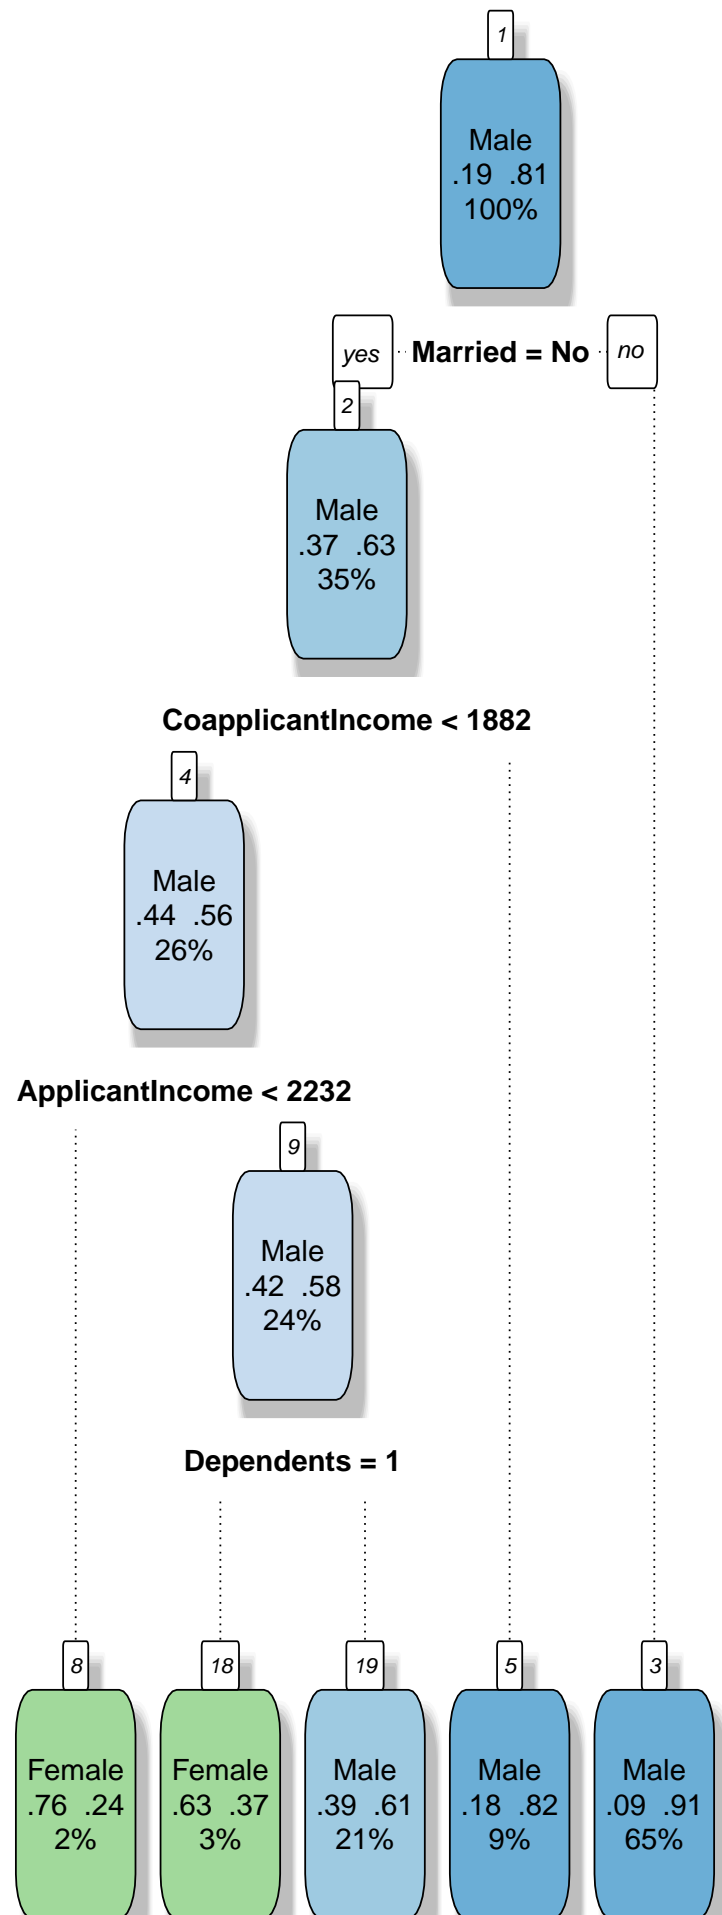 1
Male
.19 .81
100%
yes Married = No no
2
Male
.37 .63
35%
CoapplicantIncome < 1882
4
Male
.44 .56
26%
ApplicantIncome < 2232
9
Male
.42 .58
24%
Dependents = 1
8 18 19 5 3
Female Female Male Male Male
.76 .24 .63 .37 .39 .61 .18 .82 .09 .91
2% 3% 21% 9% 65%